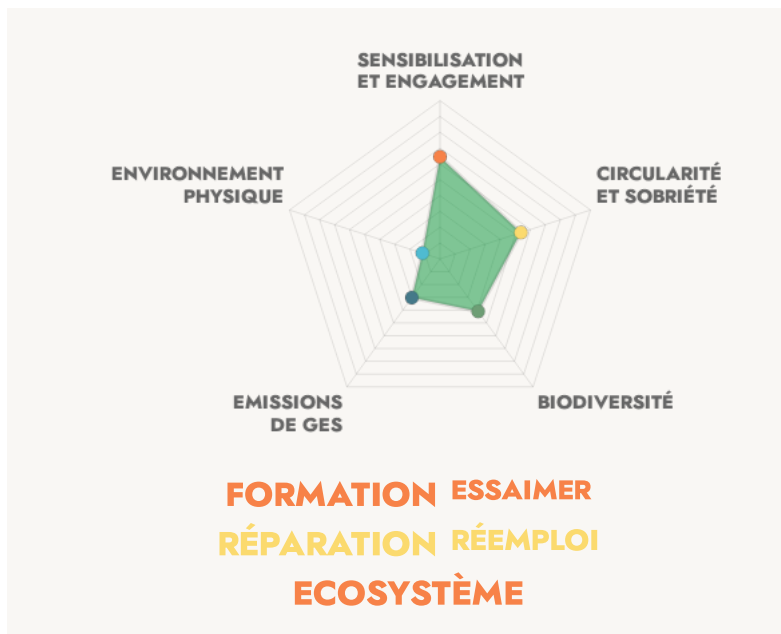 SENSIBILISATION
ET ENGAGEMENT
ENVIRONNEMENT
PHYSIQUE
CIRCULARITÉ
ET SOBRIÉTÉ
EMISSIONS
DE GES
BIODIVERSITÉ
FORMATION ESSAIMER
RÉPARATION RÉEMPLOI
ECOSYSTÈME